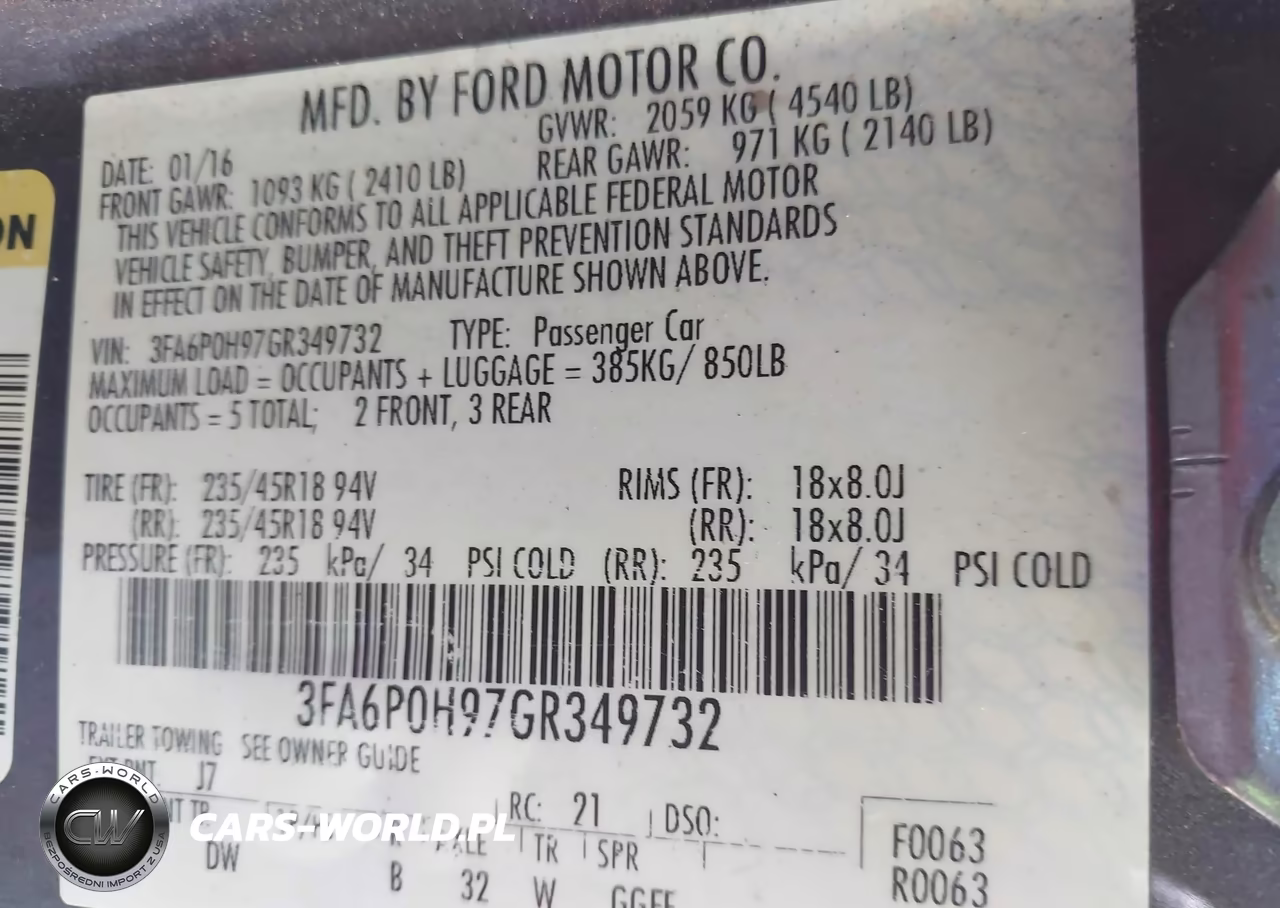 MFD. BY FORD MOTOR CO.
DATE: 01/16 GVWR: 2059 KG ( 4540 LB)
FRONT GAWR: 1093 KG ( 2410 LB) REAR GAWR: 971 KG ( 2140 LB)
THIS VEHICLE CONFORMS TO ALL APPLICABLE FEDERAL MOTOR
VEHICLE SAFETY, BUMPER, AND THEFT PREVENTION STANDARDS
IN EFFECT ON THE DATE OF MANUFACTURE SHOWN ABOVE.
VIN: 3FA6P0H97GR349732 TYPE: Passenger Car
MAXIMUM LOAD = OCCUPANTS + LUGGAGE = 385KG/ 850LB
OCCUPANTS = 5 TOTAL; 2 FRONT, 3 REAR
TIRE (FR): 235/45R18 94V RIMS (FR): 18x8.0J
(RR): 235/45R18 94V (RR): 18x8.0J
PRESSURE (FR): 235 kPa/ 34 PSI COLD (RR): 235 kPa/ 34 PSI COLD
3FA6P0H97GR349732
TRAILER TOWING SEE OWNER GUIDE
J7
RC: 21 DSO:
TR SPR
DW B 32 W
F0063
R0063
CARS-WORLD
CW
BEZPOŚREDNI IMPORT Z USA
CARS-WORLD.PL